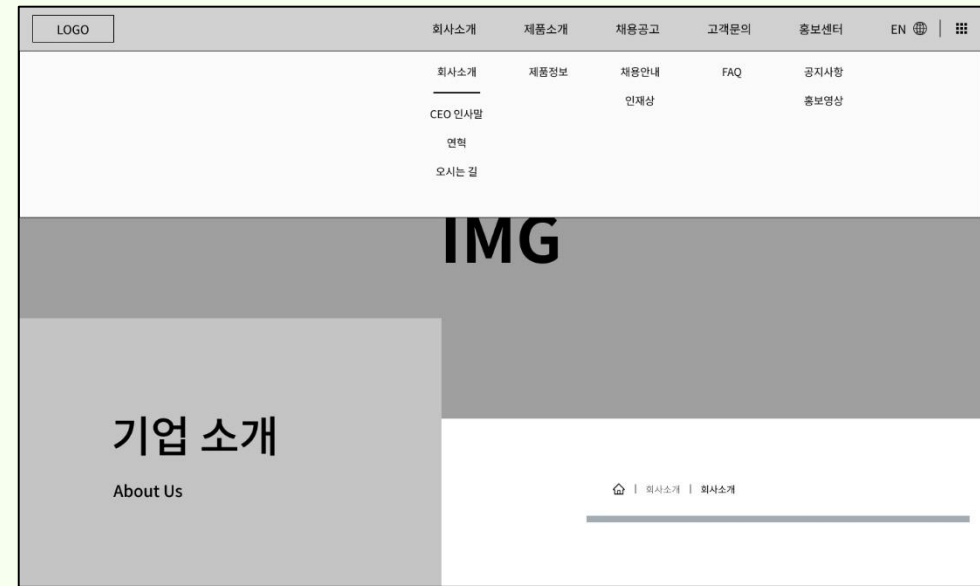 LOGO 회사소개 제품소개 채용공고 고객문의 홍보센터 EN
회사소개 제품정보 채용안내 FAQ 공지사항
인재상 홍보영상
CEO 인사말
연혁
오시는 길
IMG
기업 소개
About Us
회사소개 | 회사소개